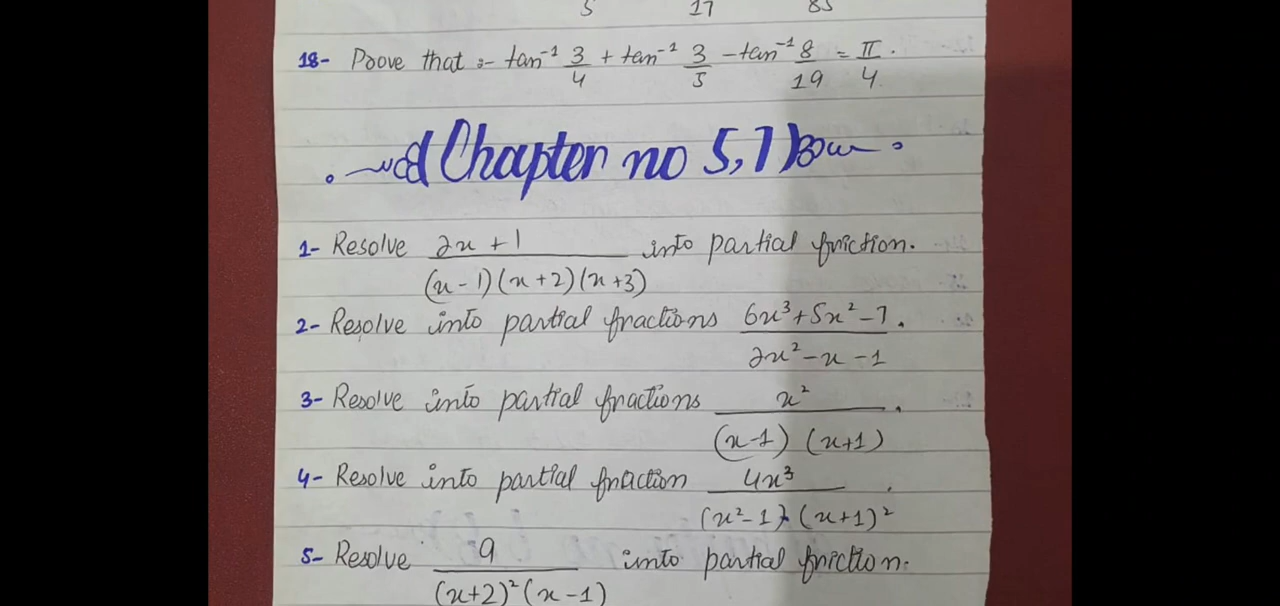 5 17 85
18- Prove that :- tan⁻¹ 3/4 + tan⁻¹ 3/5 - tan⁻¹ 8/19 = π/4.
Chapter no 5,7
1- Resolve 2x + 1 / (x - 1)(x + 2)(x + 3) into partial friction.
2- Resolve into partial fractions 6x³ + 5x² - 7 / 2x² - x - 1.
3- Resolve into partial fractions x² / (x-1) (x+1).
4- Resolve into partial fraction 4x³ / (x² - 1) (x+1)².
5- Resolve 9 / (x+2)² (x - 1) into partial friction.